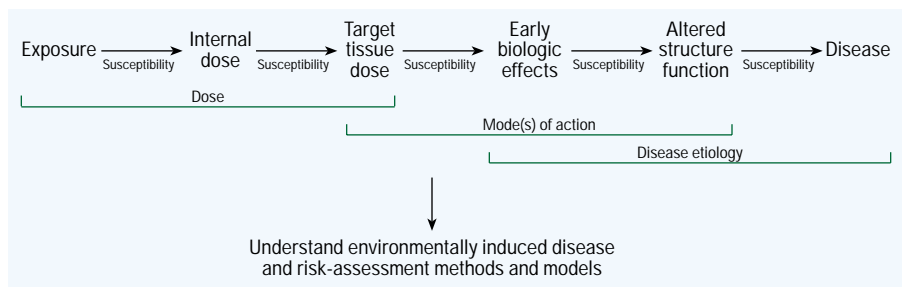 Exposure
Susceptibility
Internal
dose
Susceptibility
Target
tissue
dose
Susceptibility
Early
biologic
effects
Susceptibility
Altered
structure
function
Susceptibility
Disease
Dose
Mode(s) of action
Disease etiology
Understand environmentally induced disease
and risk-assessment methods and models